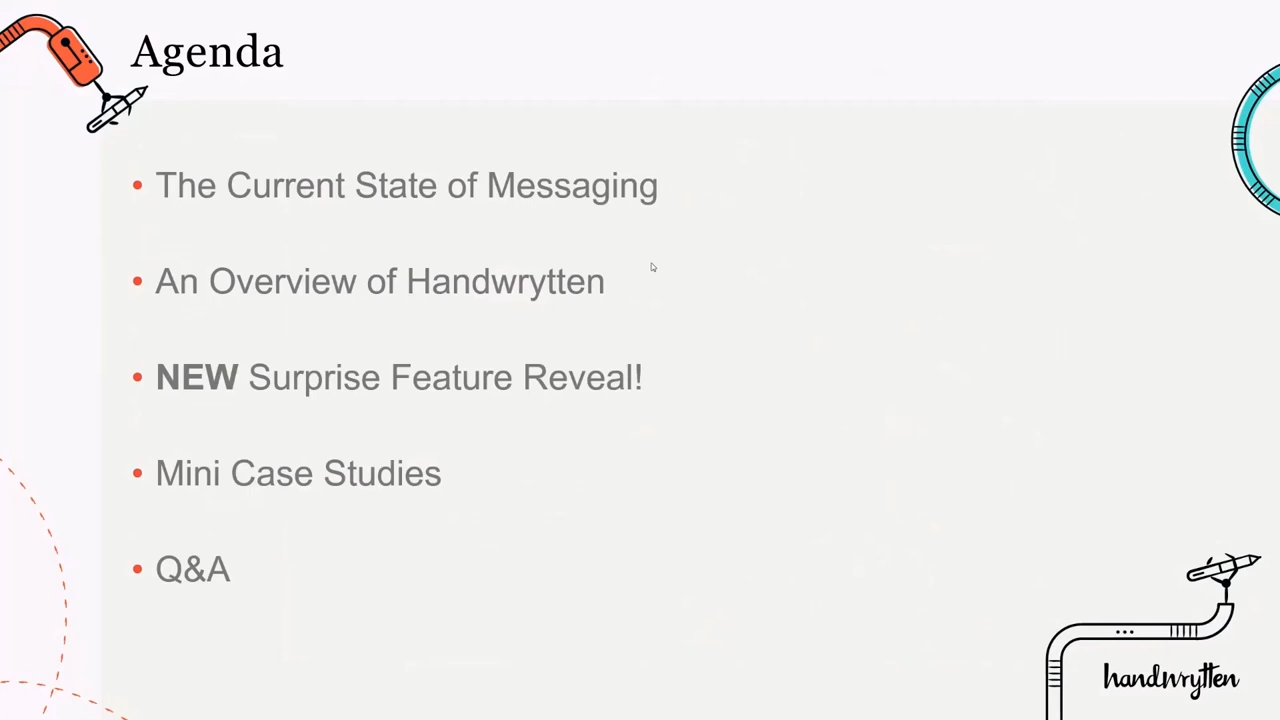 Agenda
• The Current State of Messaging
• An Overview of Handwrytten
• NEW Surprise Feature Reveal!
• Mini Case Studies
• Q&A
handwrytten